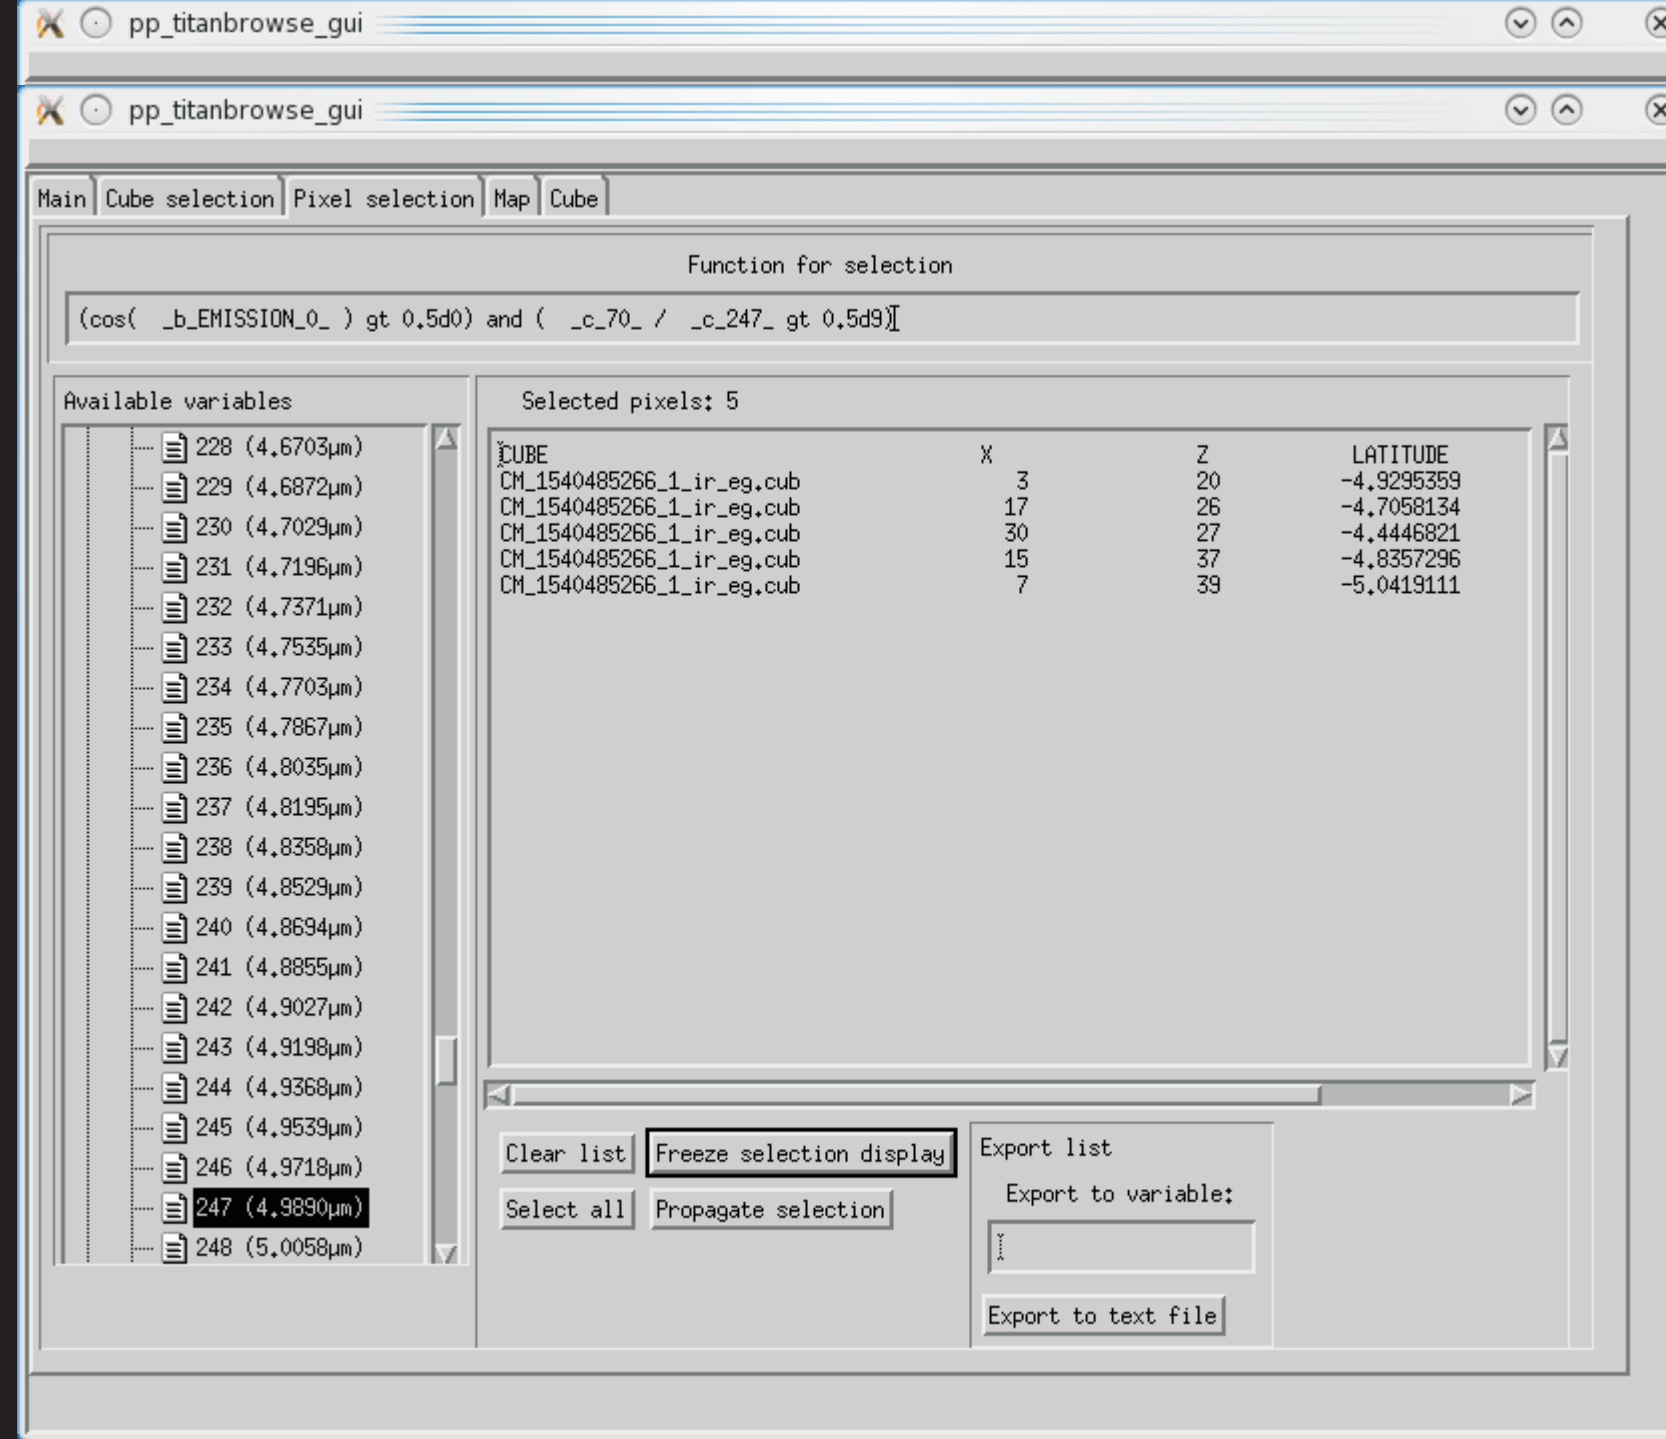 pp_titanbrowse_gui
pp_titanbrowse_gui
Main Cube selection Pixel selection Map Cube
Function for selection
(cos(  _b_EMISSION_0_ ) gt 0.5d0) and (  _c_70_ /  _c_247_ gt 0.5d9)
Available variables
228 (4.6703µm)
229 (4.6872µm)
230 (4.7029µm)
231 (4.7196µm)
232 (4.7371µm)
233 (4.7535µm)
234 (4.7703µm)
235 (4.7867µm)
236 (4.8035µm)
237 (4.8195µm)
238 (4.8358µm)
239 (4.8529µm)
240 (4.8694µm)
241 (4.8855µm)
242 (4.9027µm)
243 (4.9198µm)
244 (4.9368µm)
245 (4.9539µm)
246 (4.9718µm)
247 (4.9890µm)
248 (5.0058µm)
Selected pixels: 5
CUBE X Z LATITUDE
CM_1540485266_1_ir_eg.cub 3 20 -4.9295359
CM_1540485266_1_ir_eg.cub 17 26 -4.7058134
CM_1540485266_1_ir_eg.cub 30 27 -4.4446821
CM_1540485266_1_ir_eg.cub 15 37 -4.8357296
CM_1540485266_1_ir_eg.cub 7 39 -5.0419111
Clear list Freeze selection display
Select all Propagate selection
Export list
Export to variable:
Export to text file